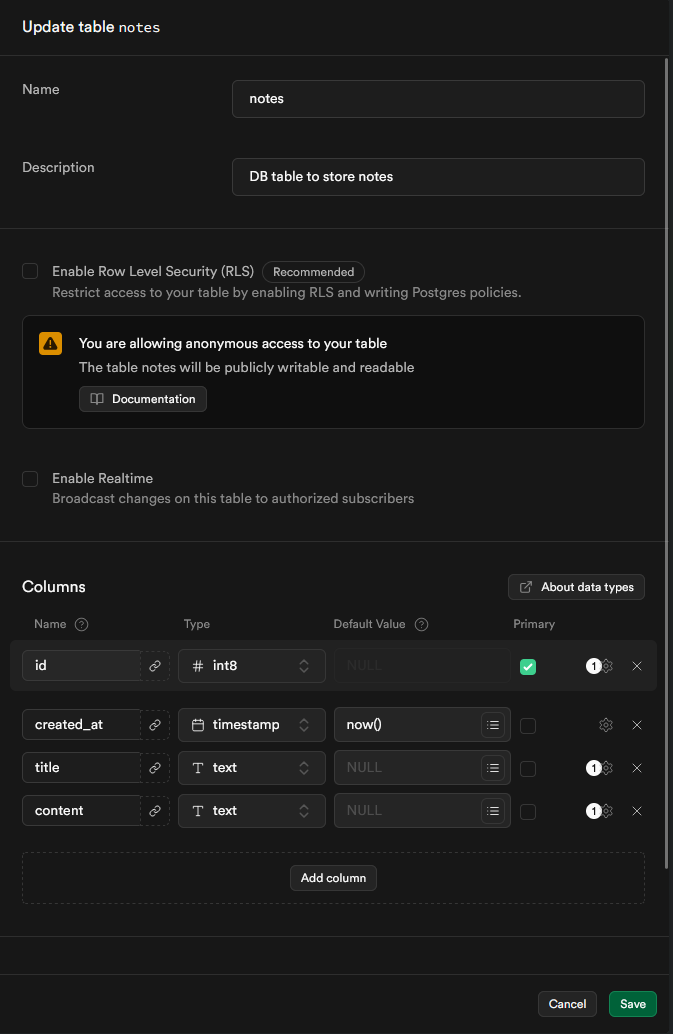 Update table notes
Name
notes
Description
DB table to store notes
Enable Row Level Security (RLS) Recommended
Restrict access to your table by enabling RLS and writing Postgres policies.
You are allowing anonymous access to your table
The table notes will be publicly writable and readable
Documentation
Enable Realtime
Broadcast changes on this table to authorized subscribers
Columns About data types
Name Type Default Value Primary
id int8 NULL 1
created_at timestamp now()
title text NULL 1
content text NULL 1
Add column
Cancel Save